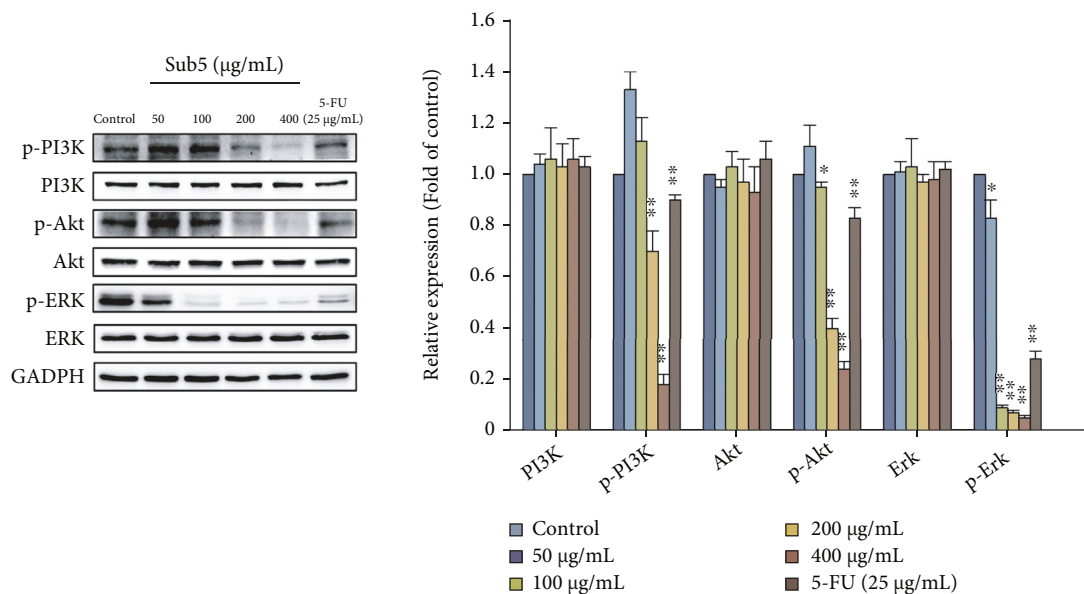 Sub5 (μg/mL)
Control 50 100 200 400 5-FU (25 μg/mL)
p-PI3K
PI3K
p-Akt
Akt
p-ERK
ERK
GADPH
Relative expression (Fold of control)
1.6
1.4
1.2
1.0
0.8
0.6
0.4
0.2
0
** ** * ** ** ** * ** ** ** **
**
PI3K p-PI3K Akt p-Akt Erk p-Erk
Control
50 μg/mL
100 μg/mL
200 μg/mL
400 μg/mL
5-FU (25 μg/mL)